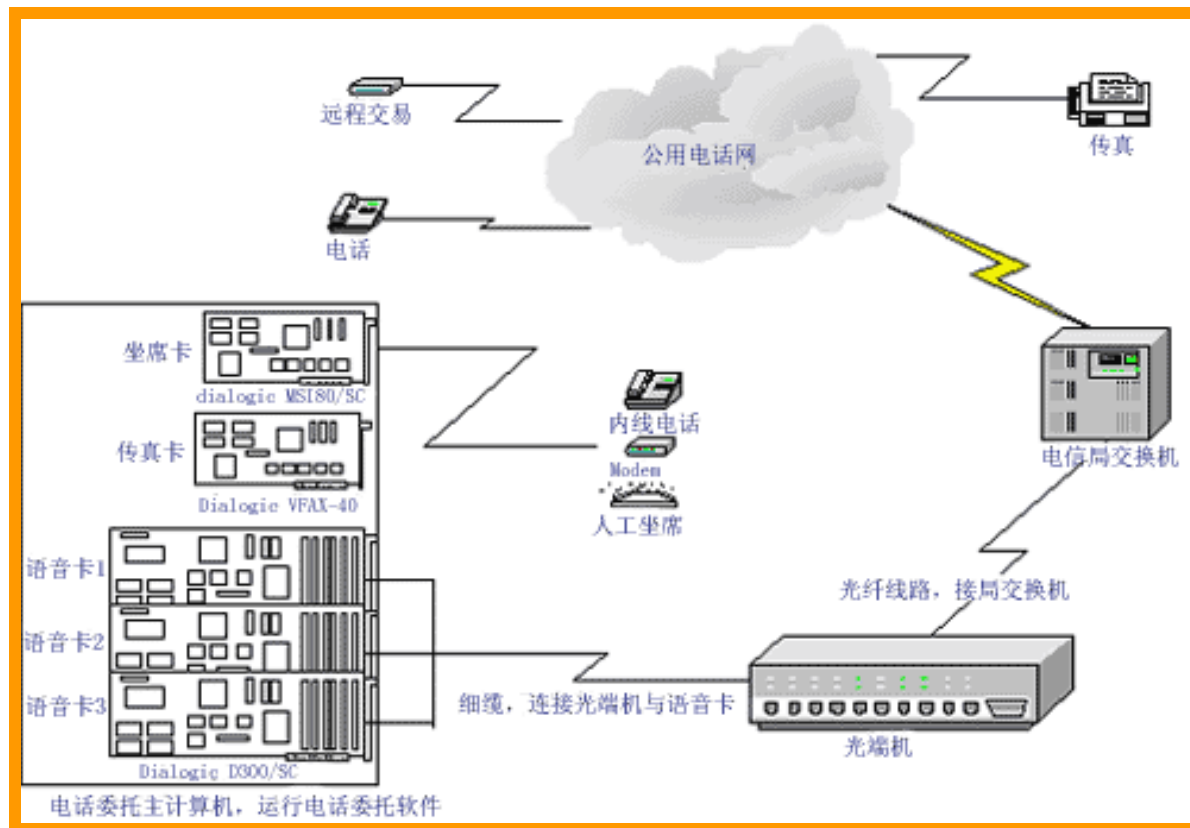 远程交易
公用电话网
传真
电话
坐席卡
dialogic MSI80/SC
内线电话
传真卡
Modem
电信局交换机
Dialogic VFAX-40
人工坐席
语音卡1
光纤线路，接局交换机
语音卡2
语音卡3
细缆，连接光端机与语音卡
光端机
Dialogic D300/SC
电话委托主计算机，运行电话委托软件